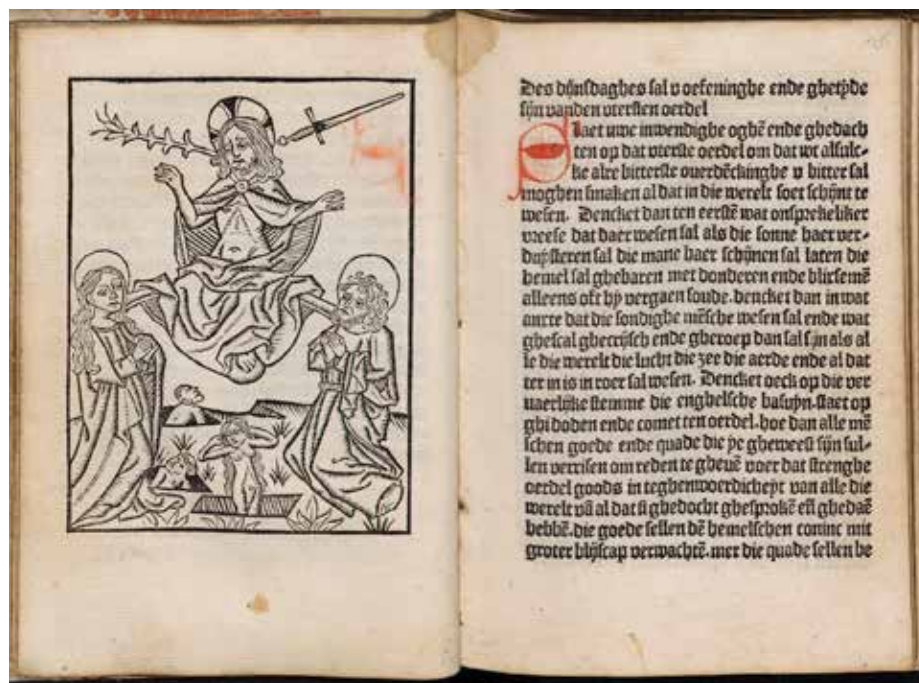 Des dijnsdaghes sal v oefeninghe ende ghetijde
sijn vanden vtersten oerdel
Slaet uwe inwendighe oghē ende ghedach
ten op dat vterste oerdel om dat wt alsulc⸗
ke alre bitterste ouerdēckinghe v bitter sal
moghen smaken al dat in die werelt soet schijnt te
wesen. Dencket dan ten eerstē wat onsprekeliker
vreese dat daer wesen sal als die sonne haer ver⸗
duysteren sal die mane haer schijnen sal laten die
hemel sal ghebaren met donderen ende blixemē
alleens oft hy vergaen soude. dencket dan in wat
anxte dat die sondighe mēsche wesen sal ende wat
ghescal ghecrijsch ende gheroep dan sal sijn als al
le die werelt die lucht die zee die aerde ende al dat
ter in is in roer sal wesen. Dencket oeck op die ver
uaerlijke stemme die enghelsche basuyn. staet op
ghi doden ende comet ten oerdel. hoe dan alle mē
schen goede ende quade die ye gheweest sijn sul⸗
len verrisen om reden te gheuē voer dat strenghe
oerdel goods in teghenwoerdicheyt van alle die
werelt vā al dat si ghedocht ghesprokē eñ ghedaē
hebbē. die goede sellen dē hemelschen coninc mit
groter blijscap verwachtē. mer die quade sellen be